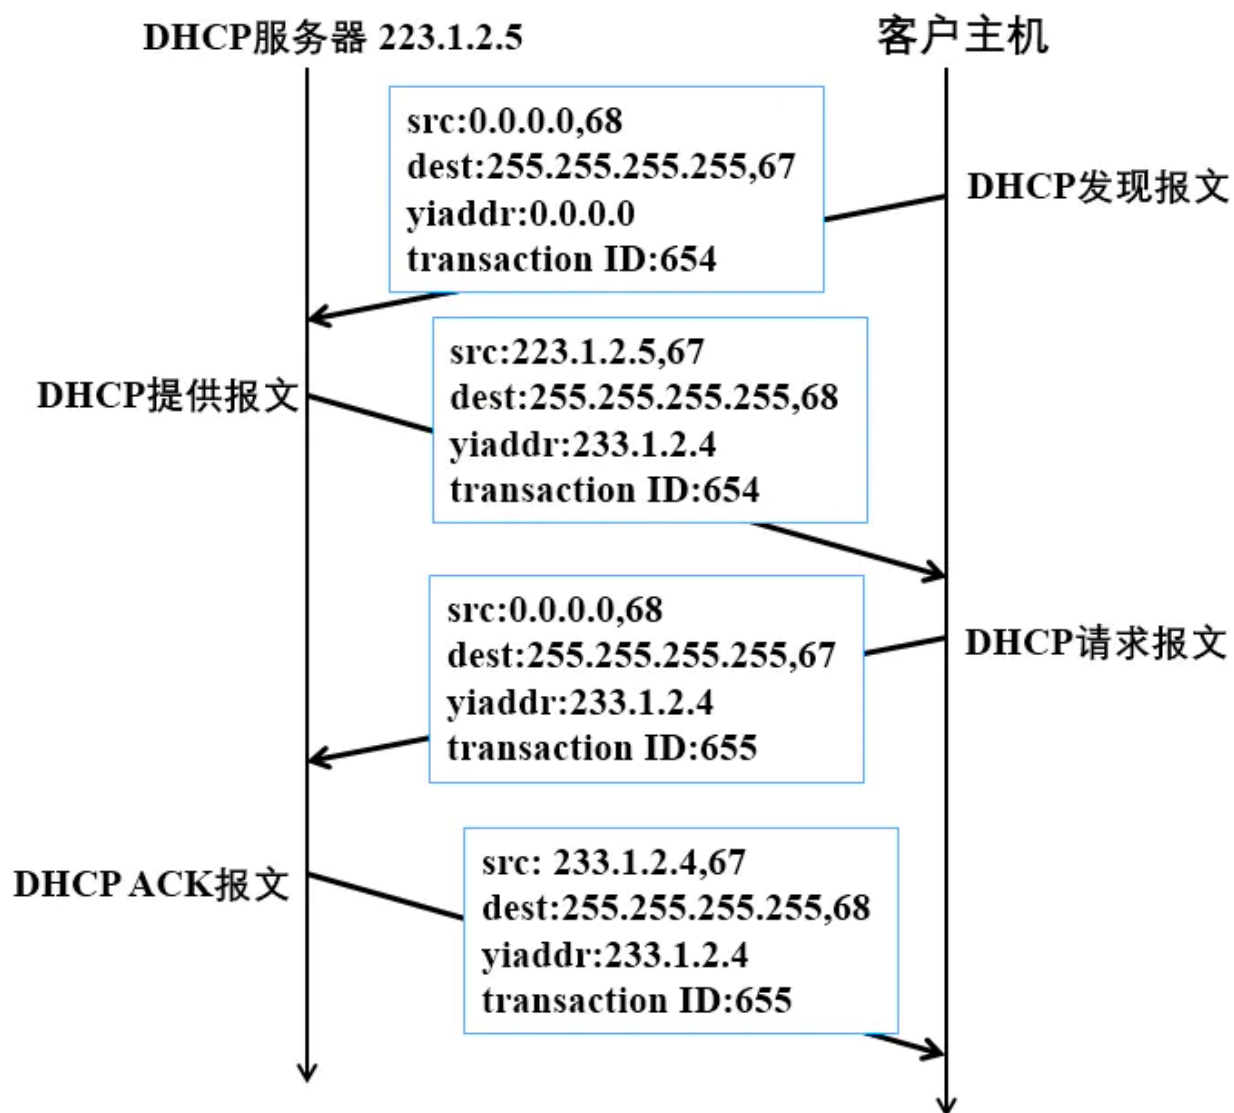 DHCP服务器 223.1.2.5
客户主机
src:0.0.0.0,68
dest:255.255.255.255,67
yiaddr:0.0.0.0
transaction ID:654
DHCP发现报文
src:223.1.2.5,67
dest:255.255.255.255,68
yiaddr:233.1.2.4
transaction ID:654
DHCP提供报文
src:0.0.0.0,68
dest:255.255.255.255,67
yiaddr:233.1.2.4
transaction ID:655
DHCP请求报文
src: 233.1.2.4,67
dest:255.255.255.255,68
yiaddr:233.1.2.4
transaction ID:655
DHCP ACK报文